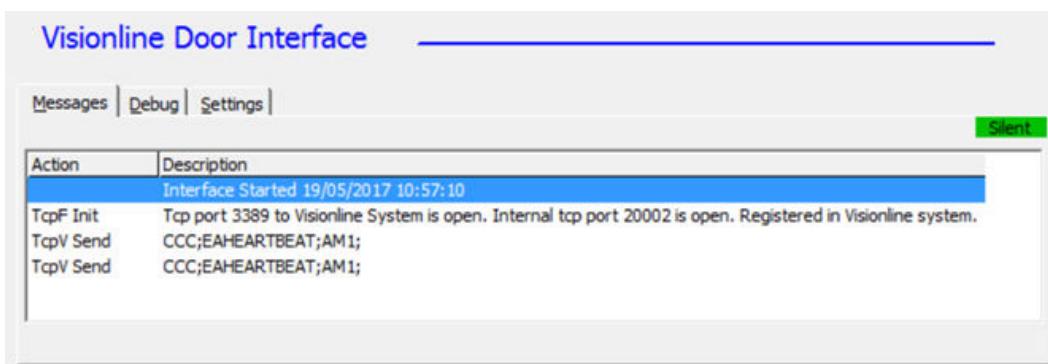 Visionline Door Interface
Messages Debug Settings
Silent
Action Description
Interface Started 19/05/2017 10:57:10
TcpF Init Tcp port 3389 to Visionline System is open. Internal tcp port 20002 is open. Registered in Visionline system.
TcpV Send CCC;EAHEARTBEAT;AM1;
TcpV Send CCC;EAHEARTBEAT;AM1;